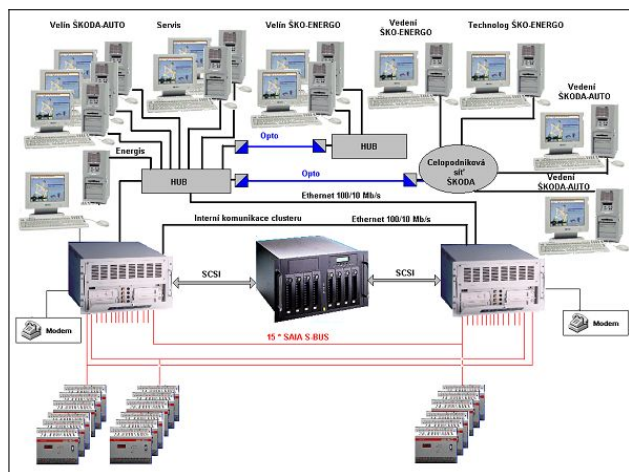 Velín ŠKODA-AUTO
Servis
Velín ŠKO-ENERGO
Vedení
ŠKO-ENERGO
Technolog ŠKO-ENERGO
Vedení
ŠKODA-AUTO
Opto
HUB
Energis
HUB
Opto
Celopodniková
síť
ŠKODA
Vedení
ŠKODA-AUTO
Ethernet 100/10 Mb/s
Interní komunikace clusteru
Ethernet 100/10 Mb/s
SCSI
SCSI
Modem
Modem
15 * SAIA S-BUS